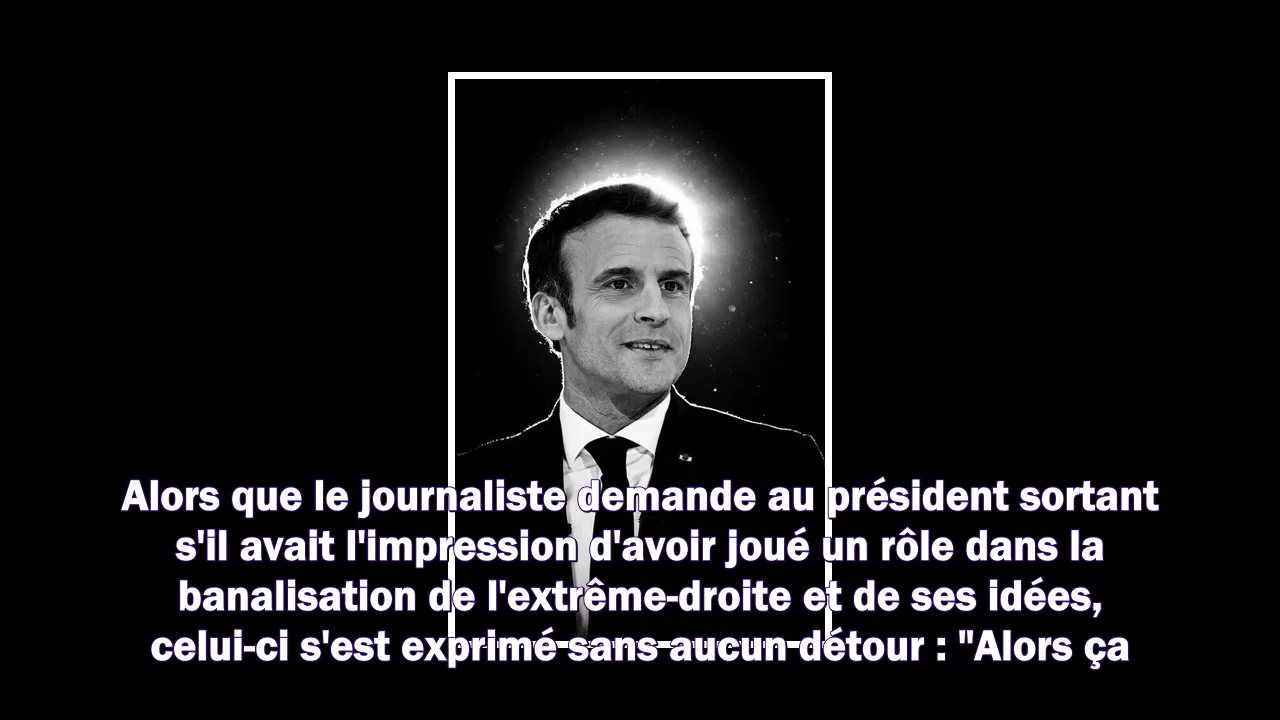 Alors que le journaliste demande au président sortant
s'il avait l'impression d'avoir joué un rôle dans la
banalisation de l'extrême-droite et de ses idées,
celui-ci s'est exprimé sans aucun détour : "Alors ça